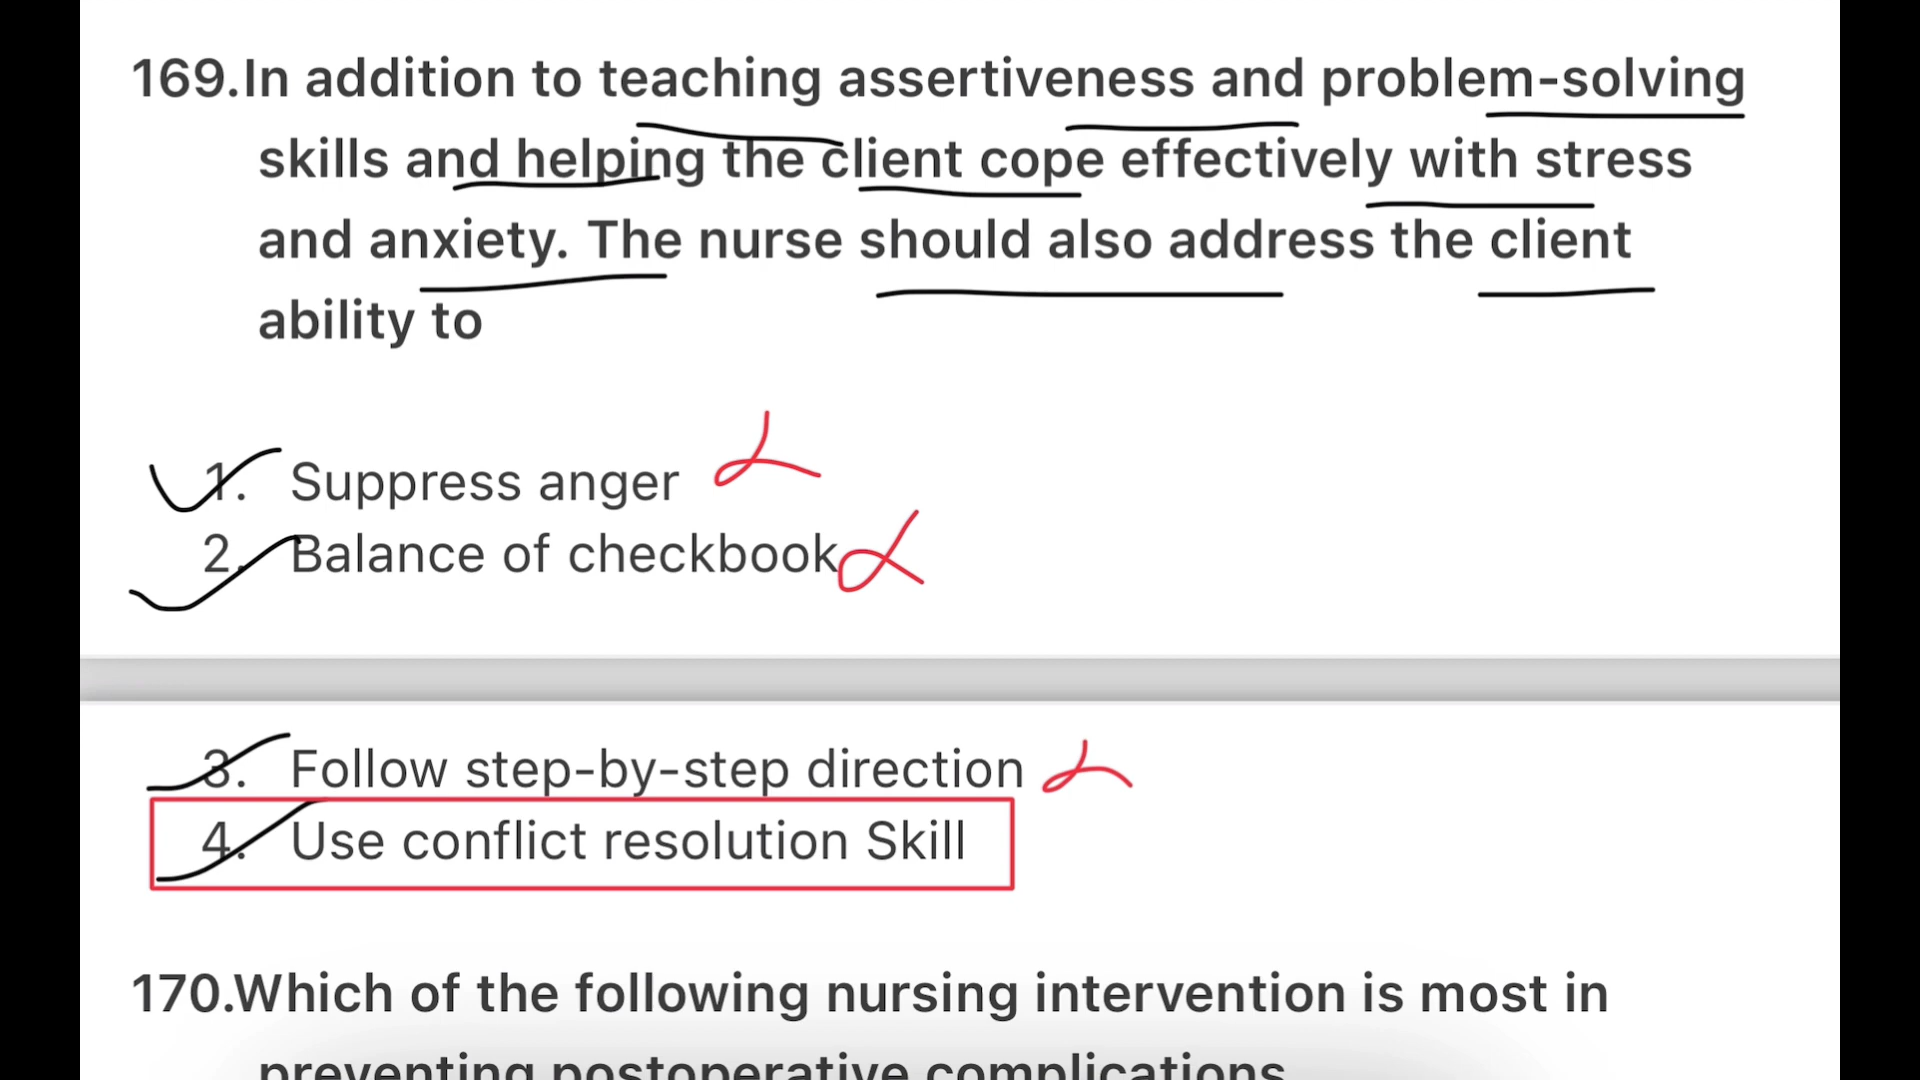 169.In addition to teaching assertiveness and problem-solving
skills and helping the client cope effectively with stress
and anxiety. The nurse should also address the client
ability to
1. Suppress anger
2. Balance of checkbook
3. Follow step-by-step direction
4. Use conflict resolution Skill
170.Which of the following nursing intervention is most in
preventing postoperative complications